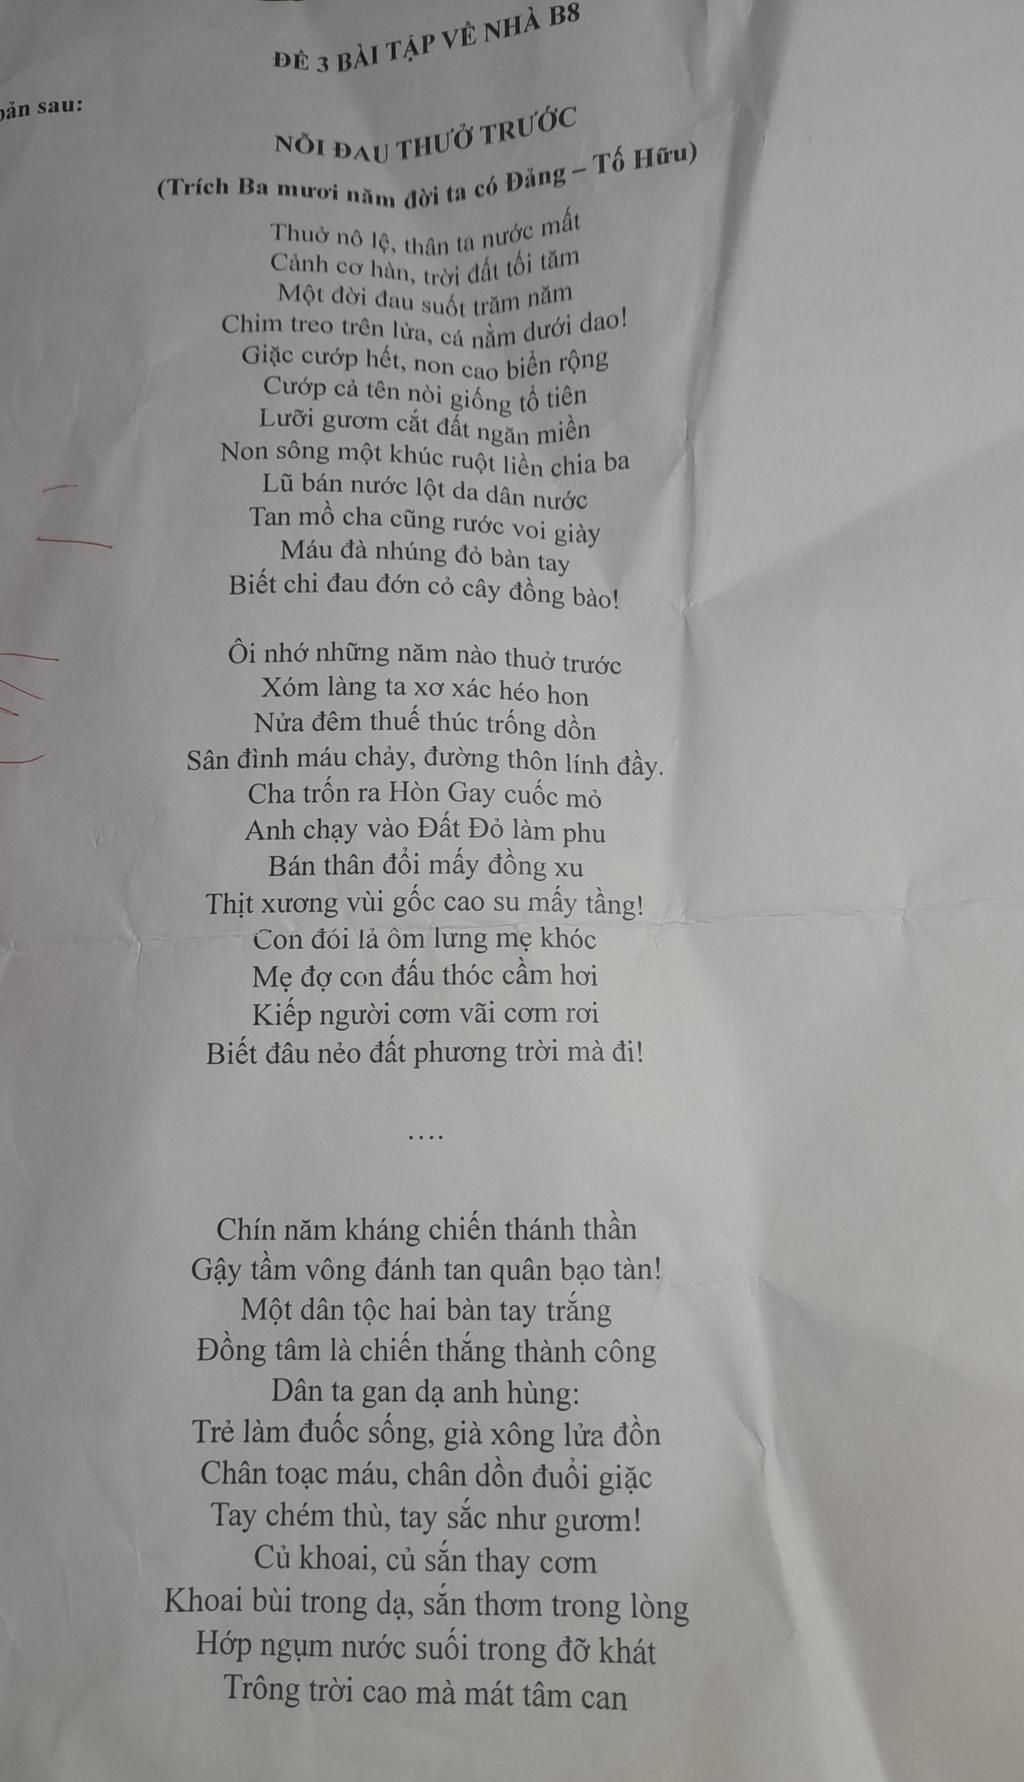 ĐỀ 3 BÀI TẬP VỀ NHÀ B8
bản sau:
NỖI ĐAU THUỞ TRƯỚC
(Trích Ba mươi năm đời ta có Đảng – Tố Hữu)
Thuở nô lệ, thân ta nước mất
Cảnh cơ hàn, trời đất tối tăm
Một đời đau suốt trăm năm
Chim treo trên lửa, cá nằm dưới dao!
Giặc cướp hết, non cao biển rộng
Cướp cả tên nòi giống tổ tiên
Lưỡi gươm cắt đất ngăn miền
Non sông một khúc ruột liền chia ba
Lũ bán nước lột da dân nước
Tan mồ cha cũng rước voi giày
Máu đà nhúng đỏ bàn tay
Biết chi đau đớn cỏ cây đồng bào!
Ôi nhớ những năm nào thuở trước
Xóm làng ta xơ xác héo hon
Nửa đêm thuế thúc trống dồn
Sân đình máu chảy, đường thôn lính đầy.
Cha trốn ra Hòn Gay cuốc mỏ
Anh chạy vào Đất Đỏ làm phu
Bán thân đổi mấy đồng xu
Thịt xương vùi gốc cao su mấy tầng!
Con đói lả ôm lưng mẹ khóc
Mẹ đợ con đấu thóc cầm hơi
Kiếp người cơm vãi cơm rơi
Biết đâu nẻo đất phương trời mà đi!
....
Chín năm kháng chiến thánh thần
Gậy tầm vông đánh tan quân bạo tàn!
Một dân tộc hai bàn tay trắng
Đồng tâm là chiến thắng thành công
Dân ta gan dạ anh hùng:
Trẻ làm đuốc sống, già xông lửa đồn
Chân toạc máu, chân dồn đuổi giặc
Tay chém thù, tay sắc như gươm!
Củ khoai, củ sắn thay cơm
Khoai bùi trong dạ, sắn thơm trong lòng
Hớp ngụm nước suối trong đỡ khát
Trông trời cao mà mát tâm can